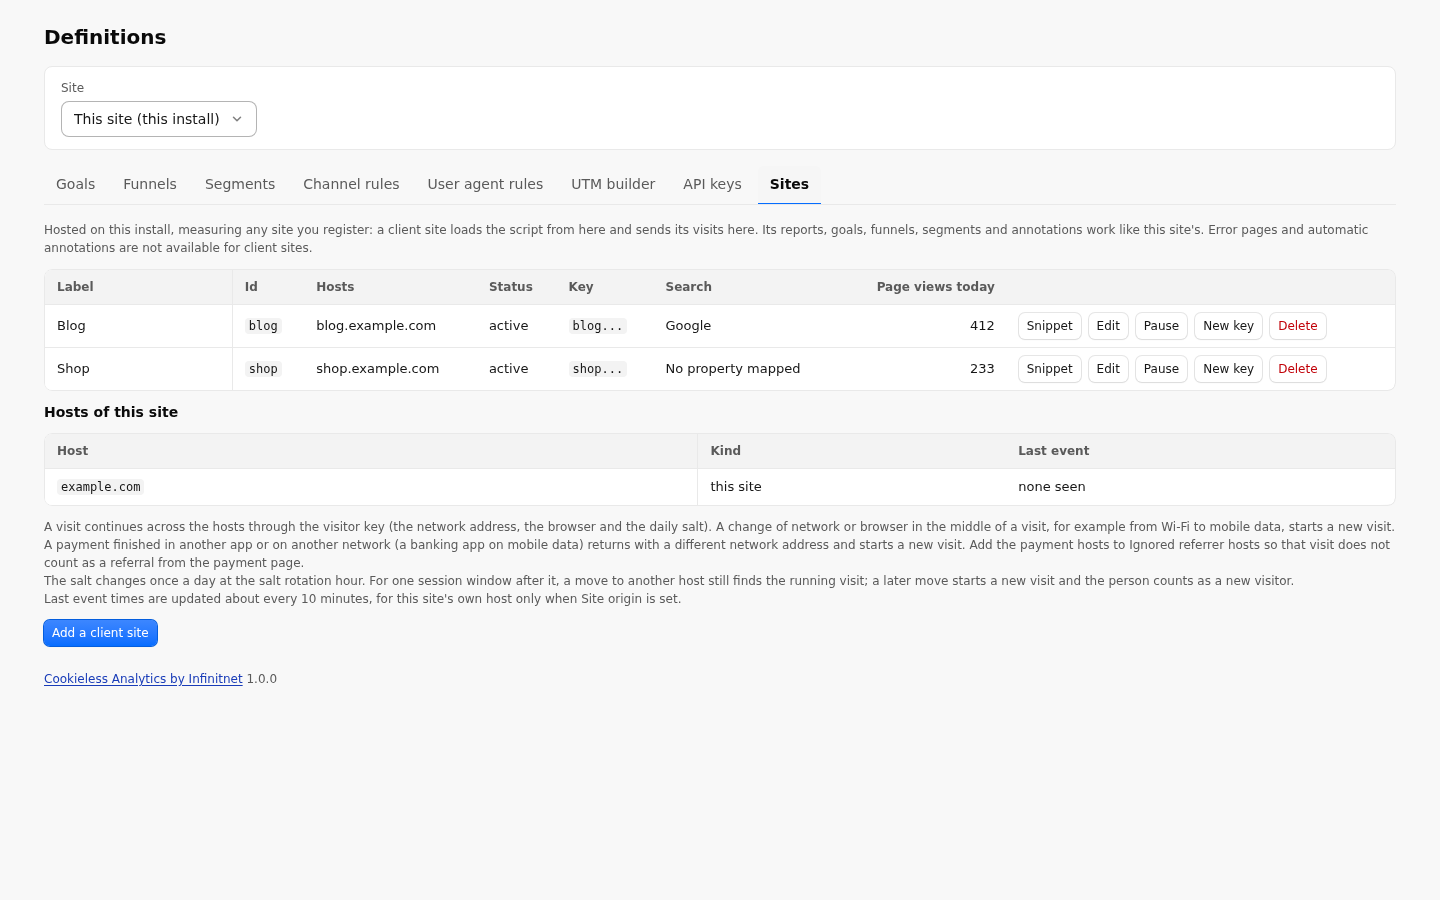 Definitions
Site
This site (this install)
Goals Funnels Segments Channel rules User agent rules UTM builder API keys Sites
Hosted on this install, measuring any site you register: a client site loads the script from here and sends its visits here. Its reports, goals, funnels, segments and annotations work like this site's. Error pages and automatic
annotations are not available for client sites.
Label Id Hosts Status Key Search Page views today
Blog blog blog.example.com active blog... Google 412 Snippet Edit Pause New key Delete
Shop shop shop.example.com active shop... No property mapped 233 Snippet Edit Pause New key Delete
Hosts of this site
Host Kind Last event
example.com this site none seen
A visit continues across the hosts through the visitor key (the network address, the browser and the daily salt). A change of network or browser in the middle of a visit, for example from Wi-Fi to mobile data, starts a new visit.
A payment finished in another app or on another network (a banking app on mobile data) returns with a different network address and starts a new visit. Add the payment hosts to Ignored referrer hosts so that visit does not
count as a referral from the payment page.
The salt changes once a day at the salt rotation hour. For one session window after it, a move to another host still finds the running visit; a later move starts a new visit and the person counts as a new visitor.
Last event times are updated about every 10 minutes, for this site's own host only when Site origin is set.
Add a client site
Cookieless Analytics by Infinitnet 1.0.0